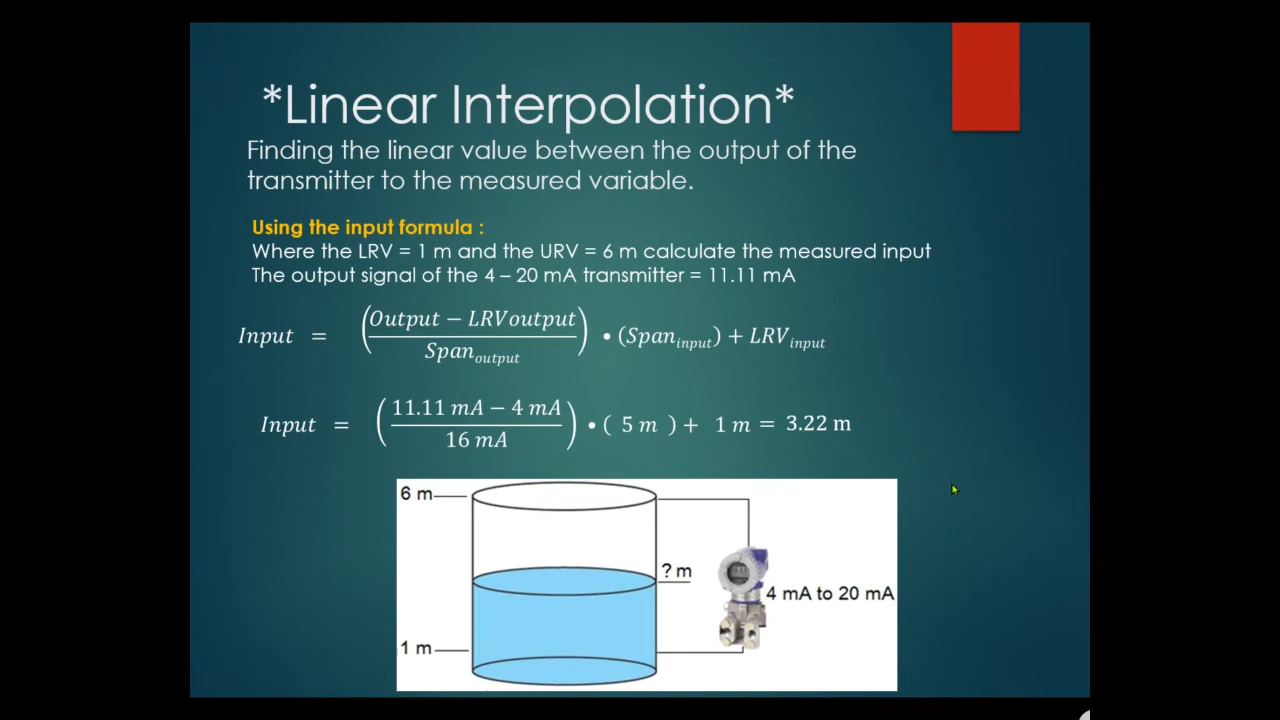 *Linear Interpolation*
Finding the linear value between the output of the
transmitter to the measured variable.
Using the input formula :
Where the LRV = 1 m and the URV = 6 m calculate the measured input
The output signal of the 4 – 20 mA transmitter = 11.11 mA
Input = (Output − LRVoutput / Span_output) • (Span_input) + LRV_input
Input = (11.11 mA − 4 mA / 16 mA) • ( 5 m ) + 1 m = 3.22 m
6 m
? m
4 mA to 20 mA
1 m